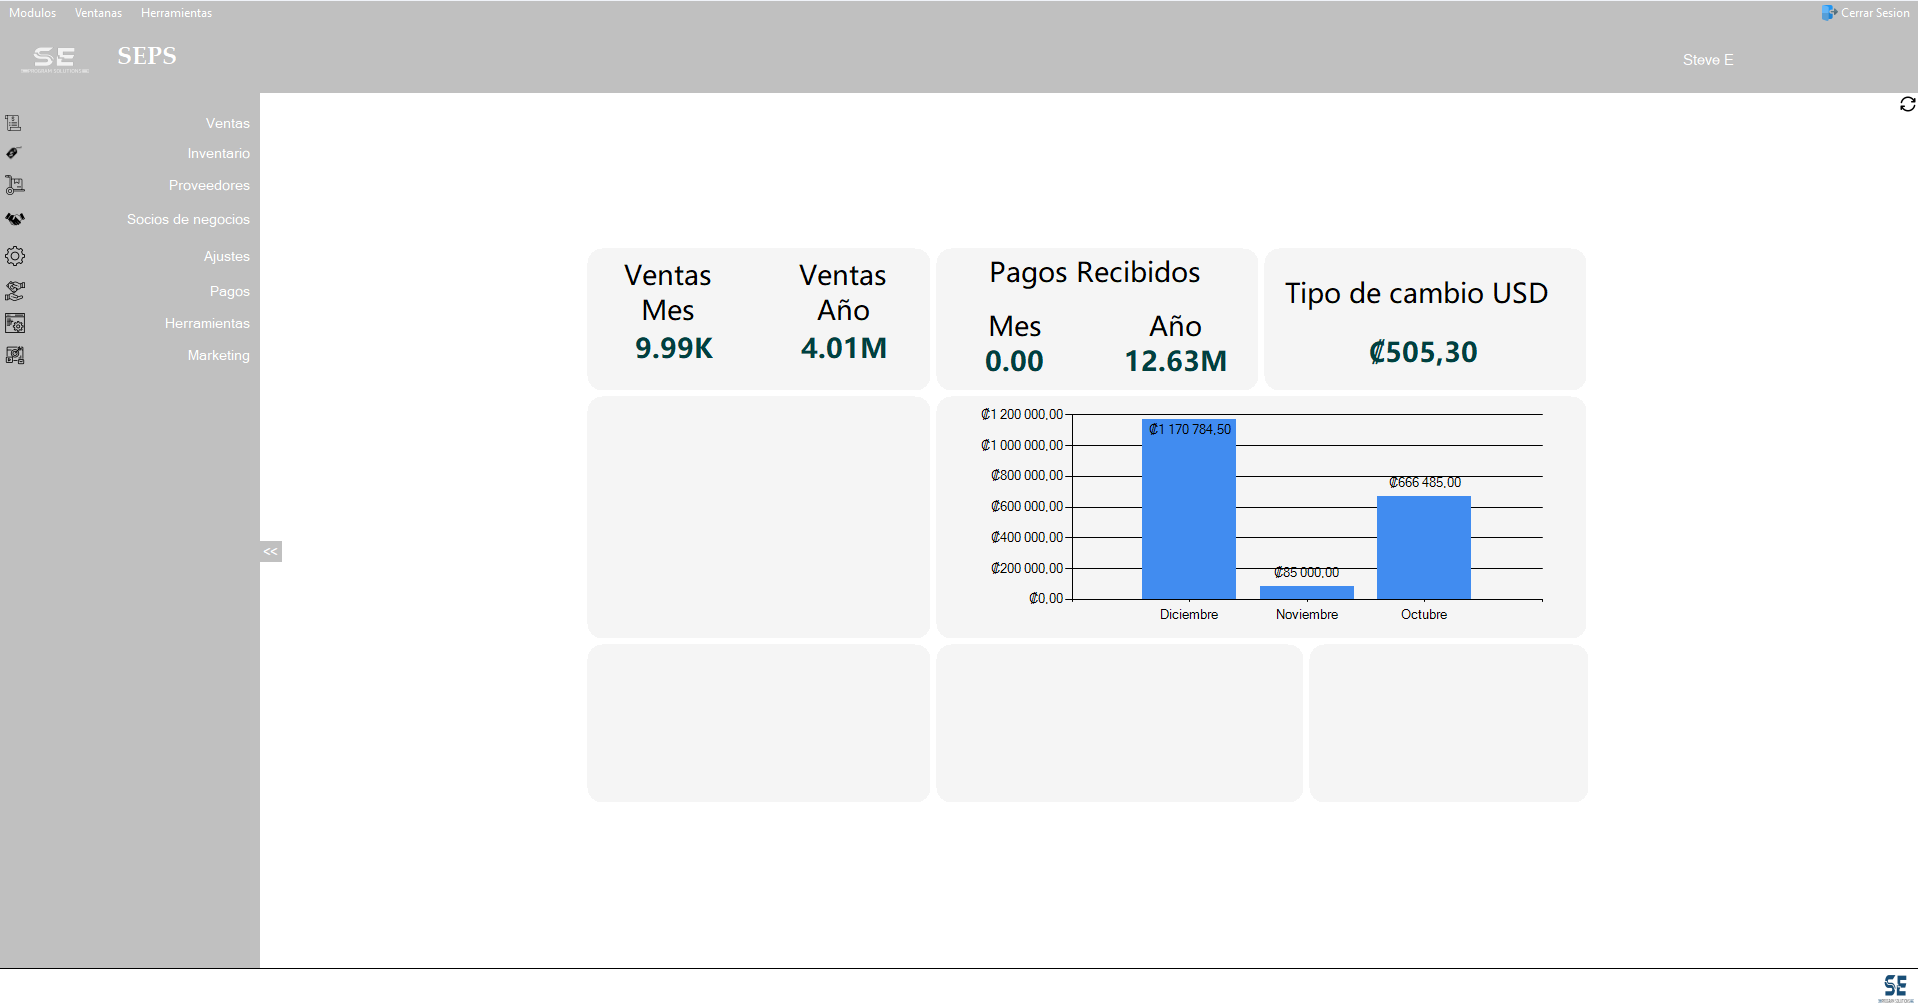 Modulos Ventanas Herramientas Cerrar Sesion
SE SEPS
Steve E
Ventas
Inventario
Proveedores
Socios de negocios
Ajustes
Pagos
Herramientas
Marketing
<<
Ventas Mes
9.99K
Ventas Año
4.01M
Pagos Recibidos
Mes
0.00
Año
12.63M
Tipo de cambio USD
₡505,30
₡1 200 000,00
₡1 000 000,00
₡800 000,00
₡600 000,00
₡400 000,00
₡200 000,00
₡0,00
₡1 170 784,50
₡85 000,00
₡666 485,00
Diciembre Noviembre Octubre
SE